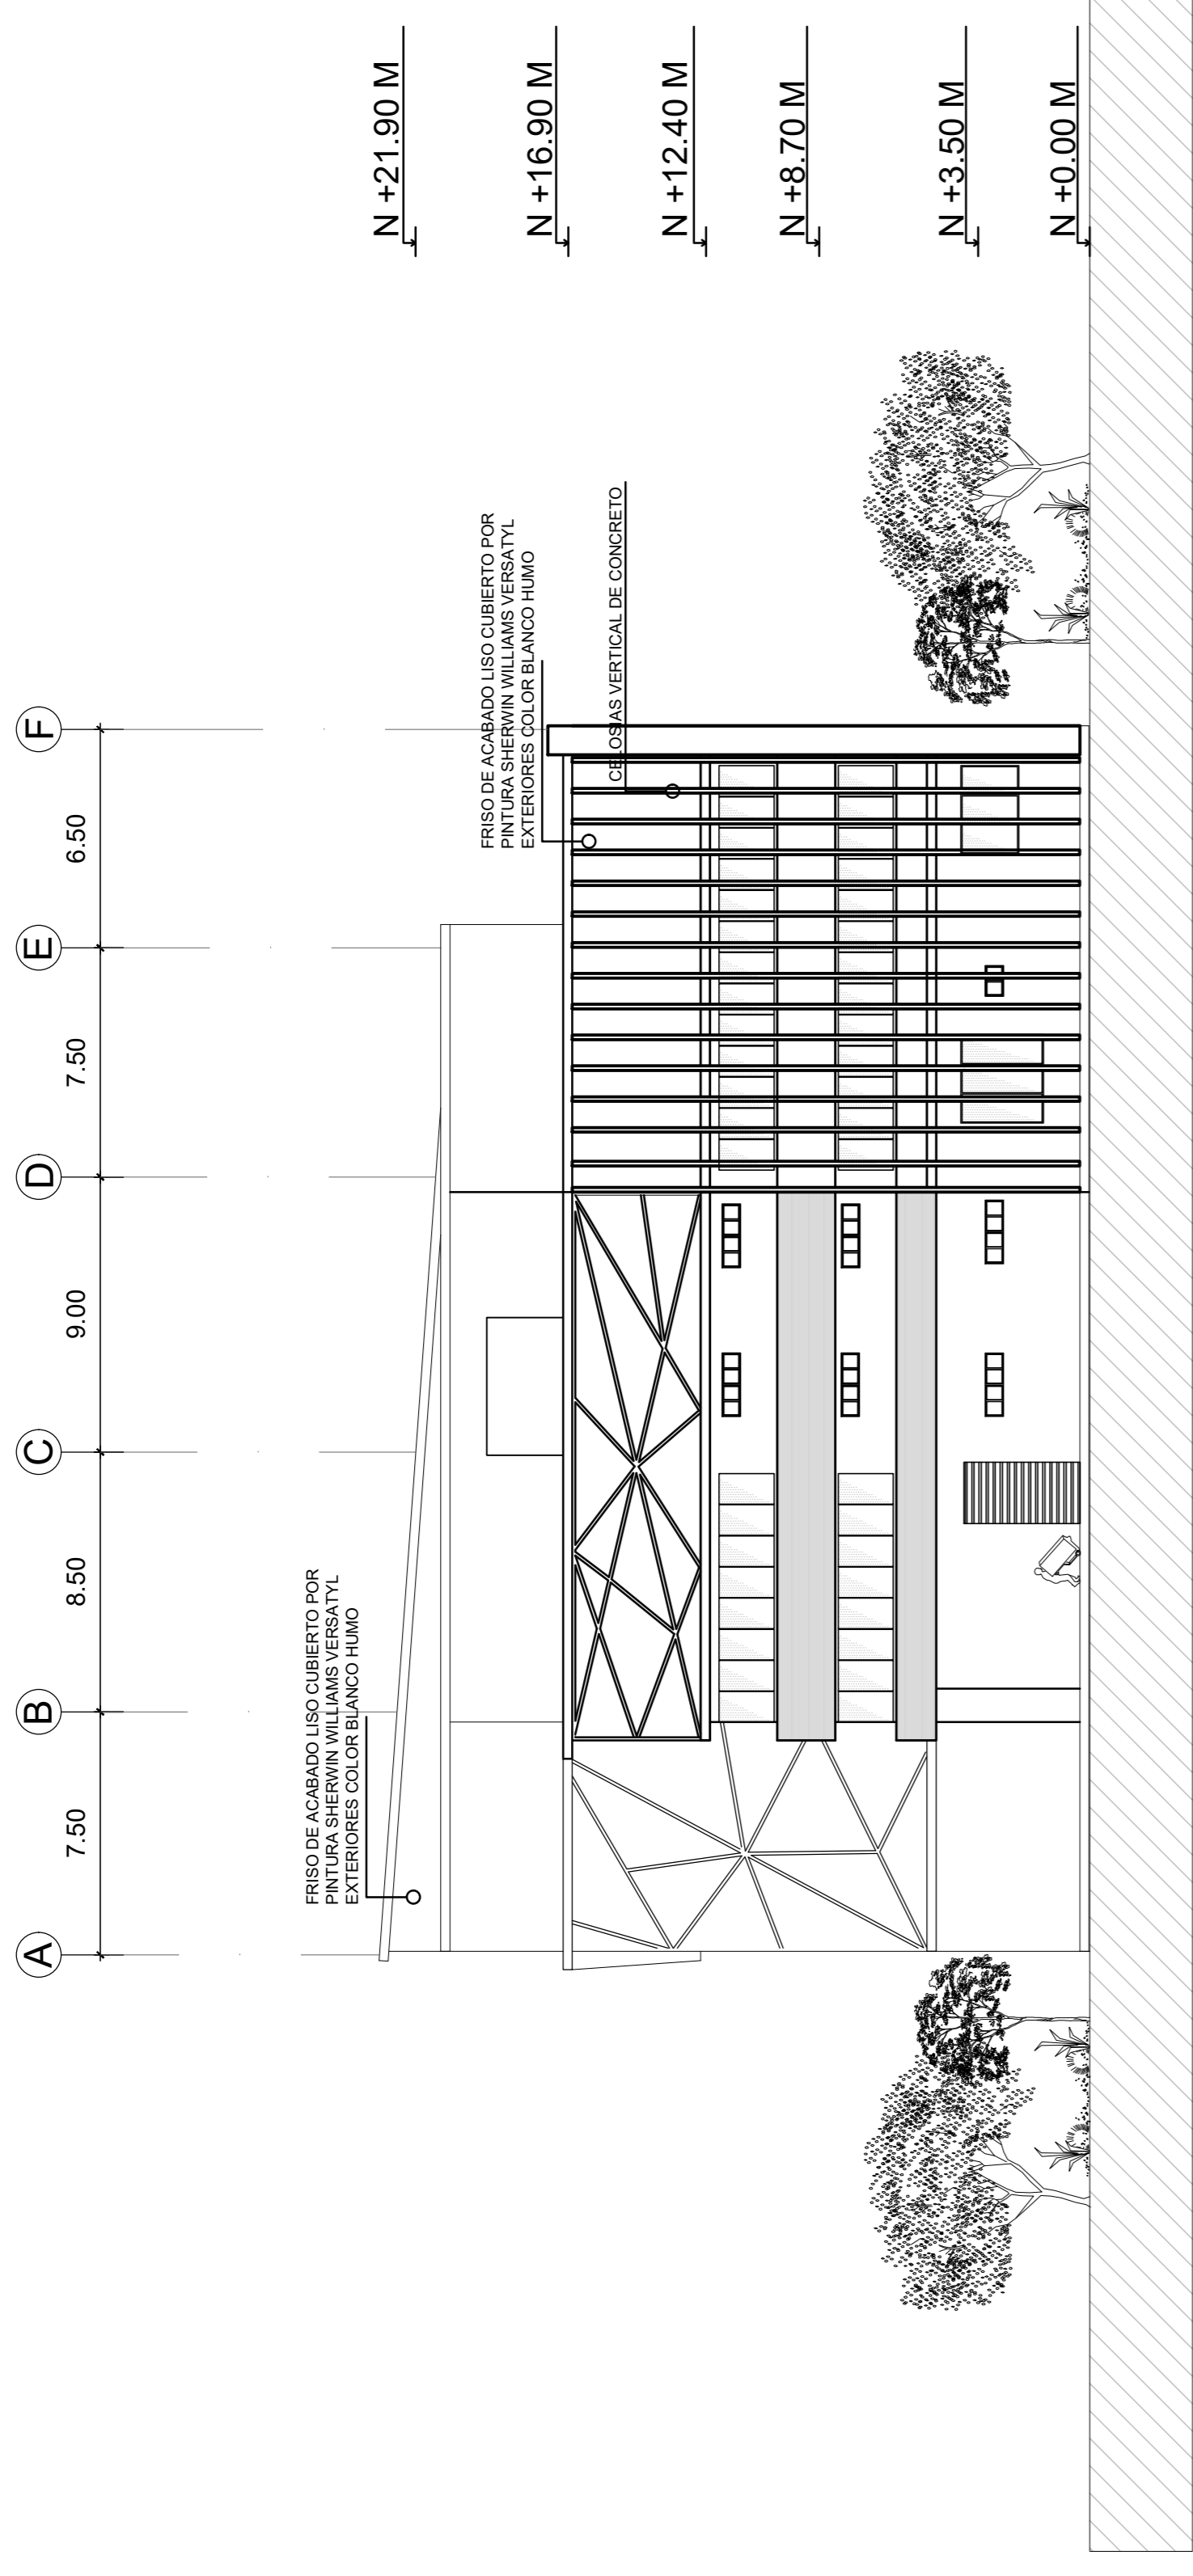 A
B
C
D
E
F
7.50
8.50
9.00
7.50
6.50
FRISO DE ACABADO LISO CUBIERTO POR
PINTURA SHERWIN WILLIAMS VERSATYL
EXTERIORES COLOR BLANCO HUMO
FRISO DE ACABADO LISO CUBIERTO POR
PINTURA SHERWIN WILLIAMS VERSATYL
EXTERIORES COLOR BLANCO HUMO
CELOSIAS VERTICAL DE CONCRETO
N +21.90 M
N +16.90 M
N +12.40 M
N +8.70 M
N +3.50 M
N +0.00 M